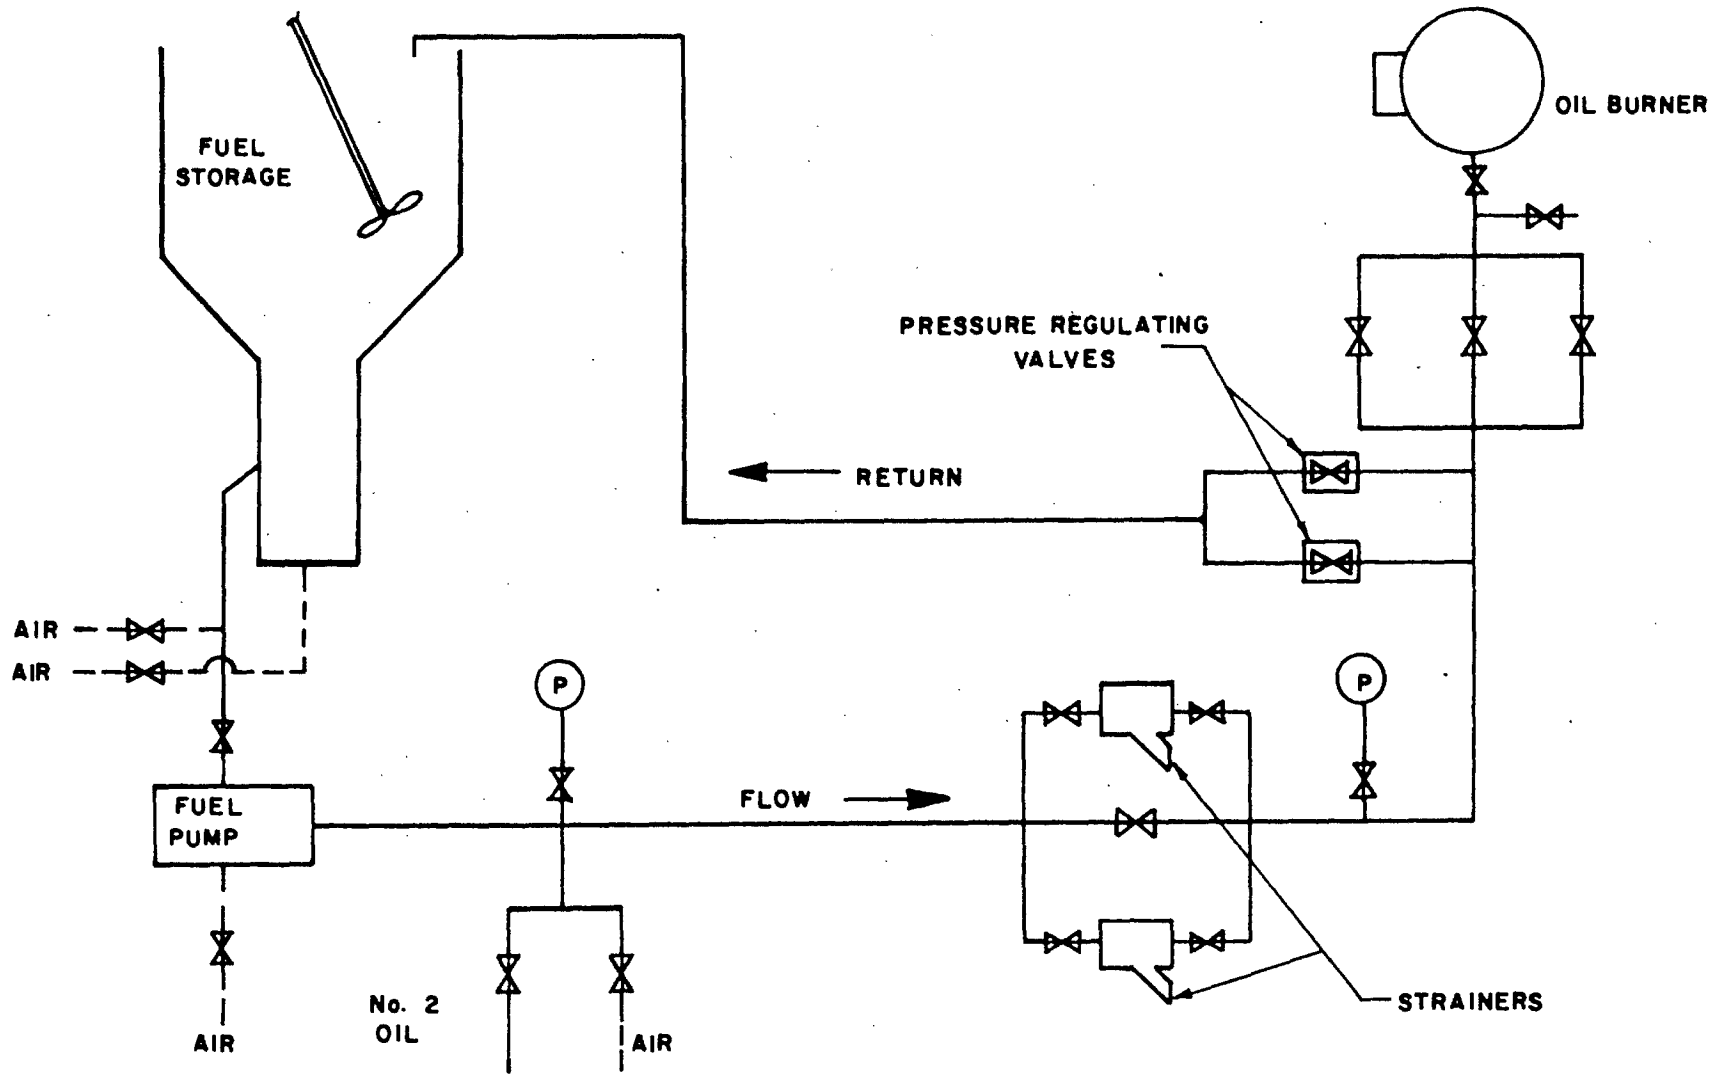 OIL BURNER
FUEL
STORAGE
PRESSURE REGULATING
VALVES
RETURN
AIR
AIR
P
P
FLOW
FUEL
PUMP
STRAINERS
No. 2
OIL
AIR
AIR